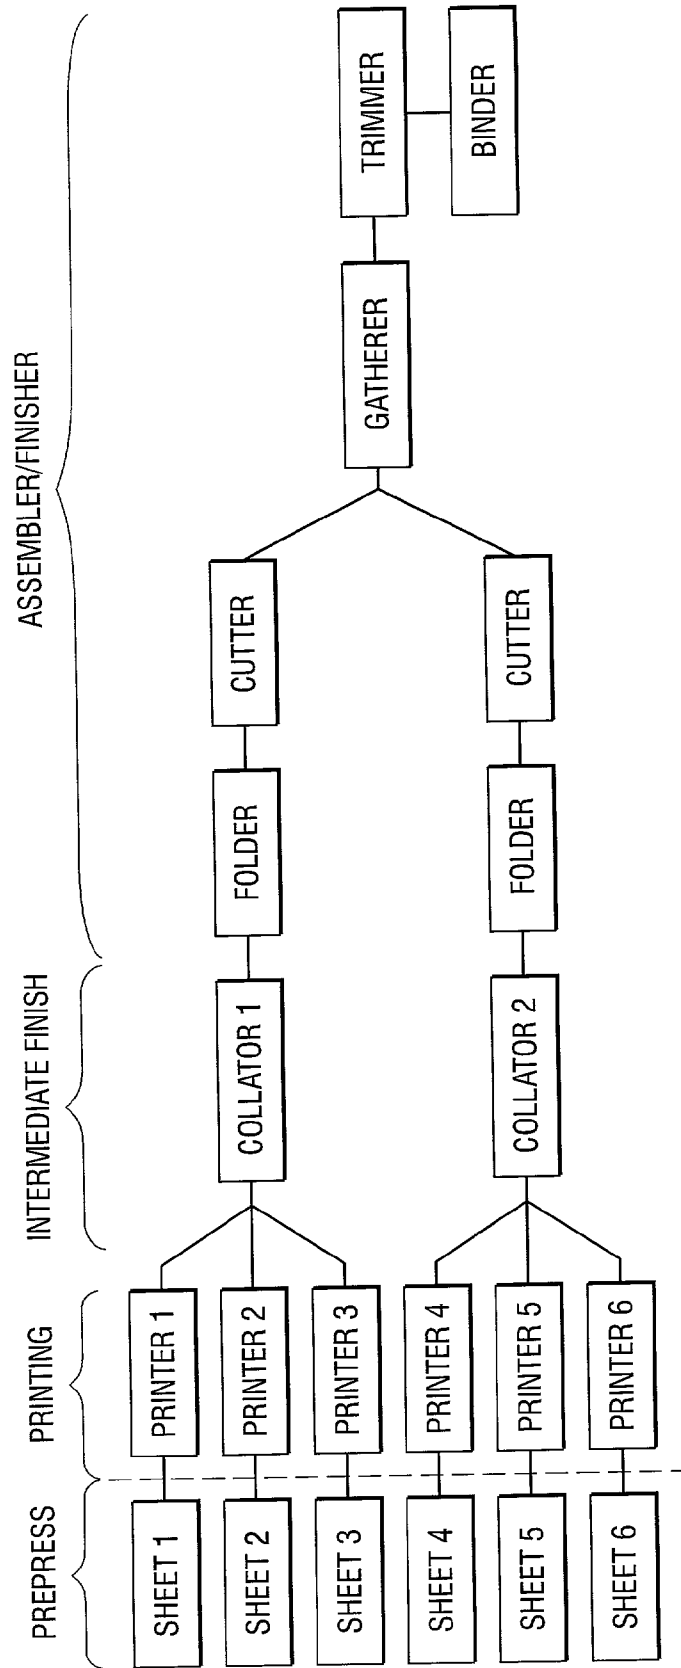 PREPRESS
PRINTING
INTERMEDIATE FINISH
ASSEMBLER/FINISHER
SHEET 1
PRINTER 1
SHEET 2
PRINTER 2
SHEET 3
PRINTER 3
COLLATOR 1
FOLDER
CUTTER
SHEET 4
PRINTER 4
SHEET 5
PRINTER 5
SHEET 6
PRINTER 6
COLLATOR 2
FOLDER
CUTTER
GATHERER
TRIMMER
BINDER